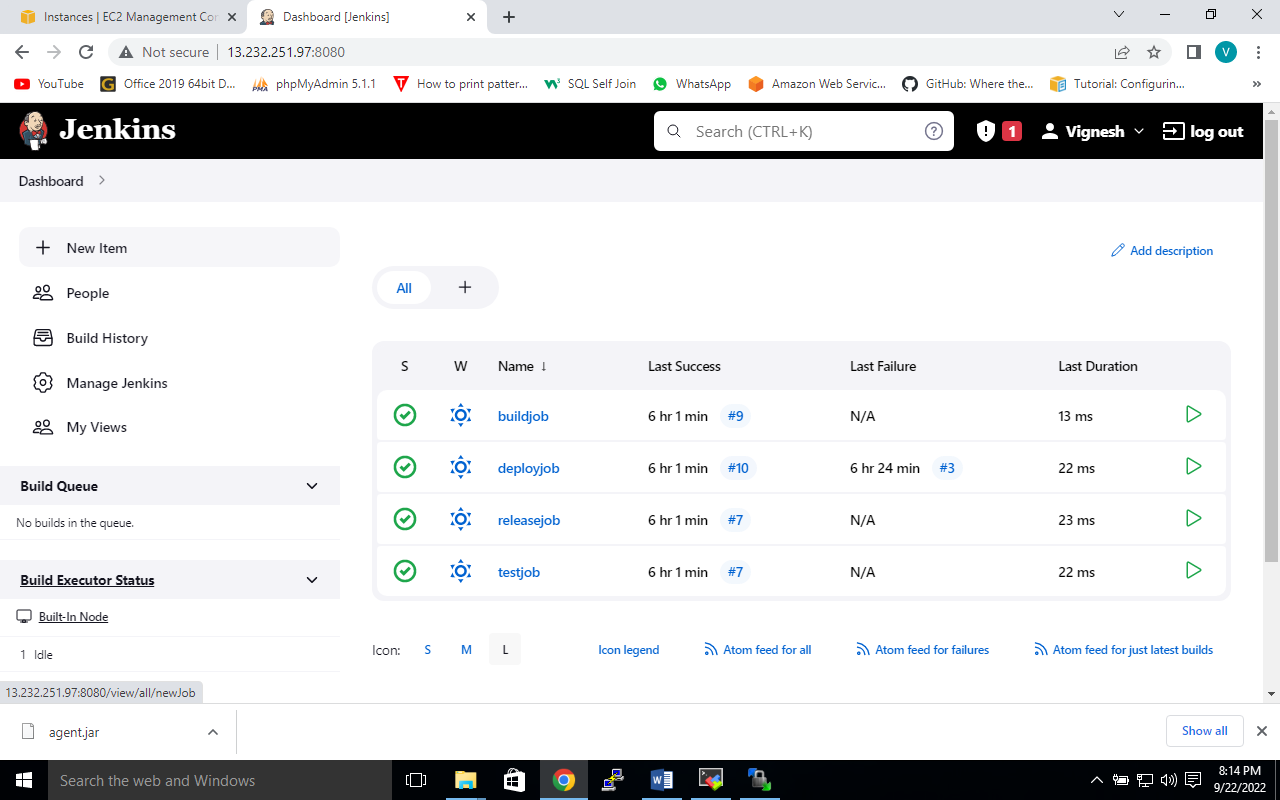 Instances | EC2 Management Con
Dashboard [Jenkins]
Not secure
13.232.251.97:8080
V
YouTube
Office 2019 64bit D...
phpMyAdmin 5.1.1
How to print patter...
SQL Self Join
WhatsApp
Amazon Web Servic...
GitHub: Where the...
Tutorial: Configurin...
Jenkins
Search (CTRL+K)
1
Vignesh
log out
Dashboard
New Item
People
Build History
Manage Jenkins
My Views
Build Queue
No builds in the queue.
Build Executor Status
Built-In Node
1 Idle
Add description
All +
S W Name ↓ Last Success Last Failure Last Duration
buildjob 6 hr 1 min #9 N/A 13 ms
deployjob 6 hr 1 min #10 6 hr 24 min #3 22 ms
releasejob 6 hr 1 min #7 N/A 23 ms
testjob 6 hr 1 min #7 N/A 22 ms
Icon: S M L
Icon legend
Atom feed for all
Atom feed for failures
Atom feed for just latest builds
13.232.251.97:8080/view/all/newJob
agent.jar
Show all
Search the web and Windows
8:14 PM
9/22/2022